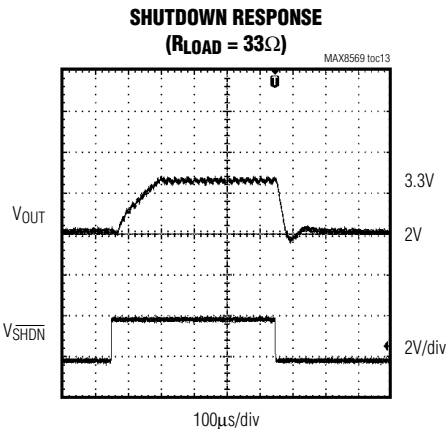 SHUTDOWN RESPONSE
(RLOAD = 33Ω)
MAX8569 toc13
T
3.3V
VOUT
2V
VSHDN
2V/div
100μs/div